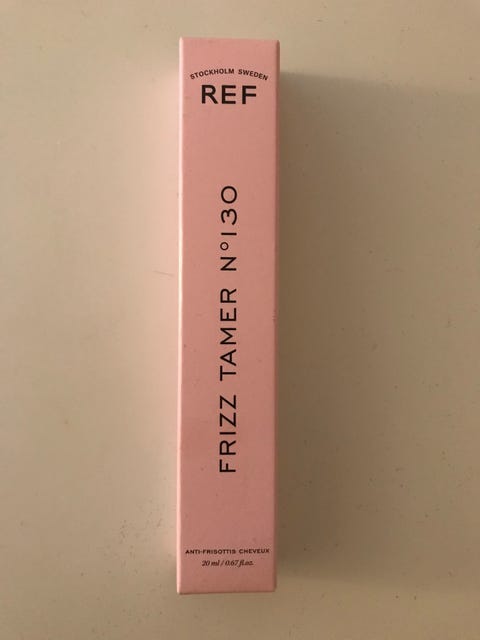 STOCKHOLM SWEDEN
REF
FRIZZ TAMER N°130
ANTI-FRISOTTIS CHEVEUX
20 ml / 0.67 fl.oz.